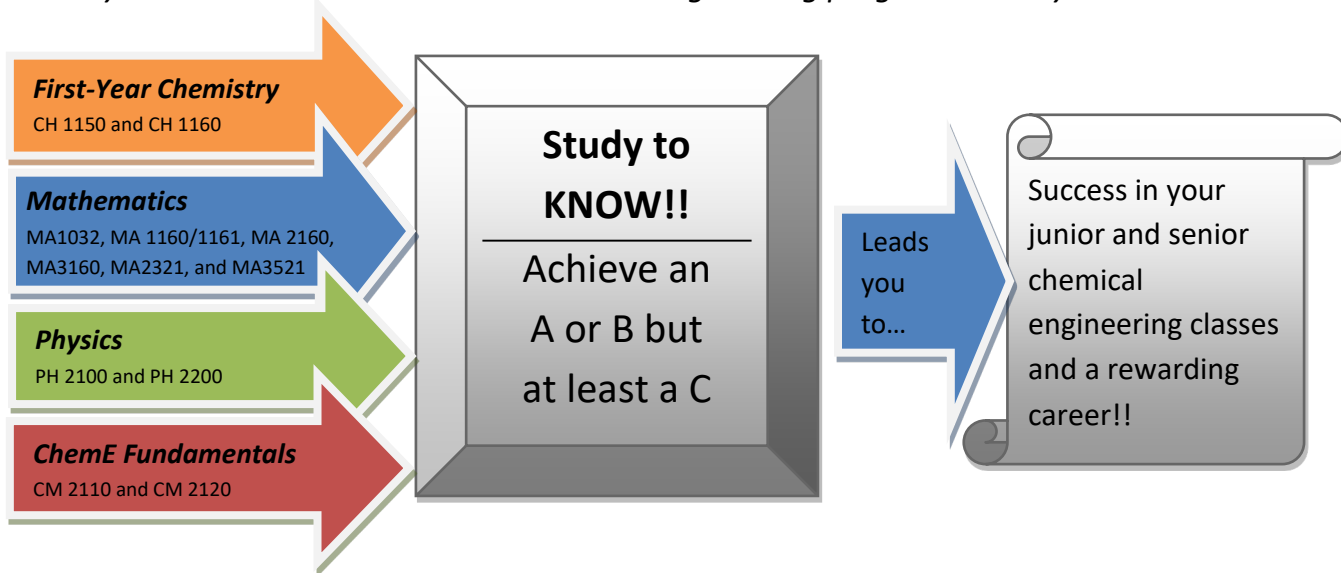 First-Year Chemistry
CH 1150 and CH 1160
Mathematics
MA1032, MA 1160/1161, MA 2160,
MA3160, MA2321, and MA3521
Physics
PH 2100 and PH 2200
ChemE Fundamentals
CM 2110 and CM 2120
Study to
KNOW!!
Achieve an
A or B but
at least a C
Leads
you
to…
Success in your
junior and senior
chemical
engineering classes
and a rewarding
career!!